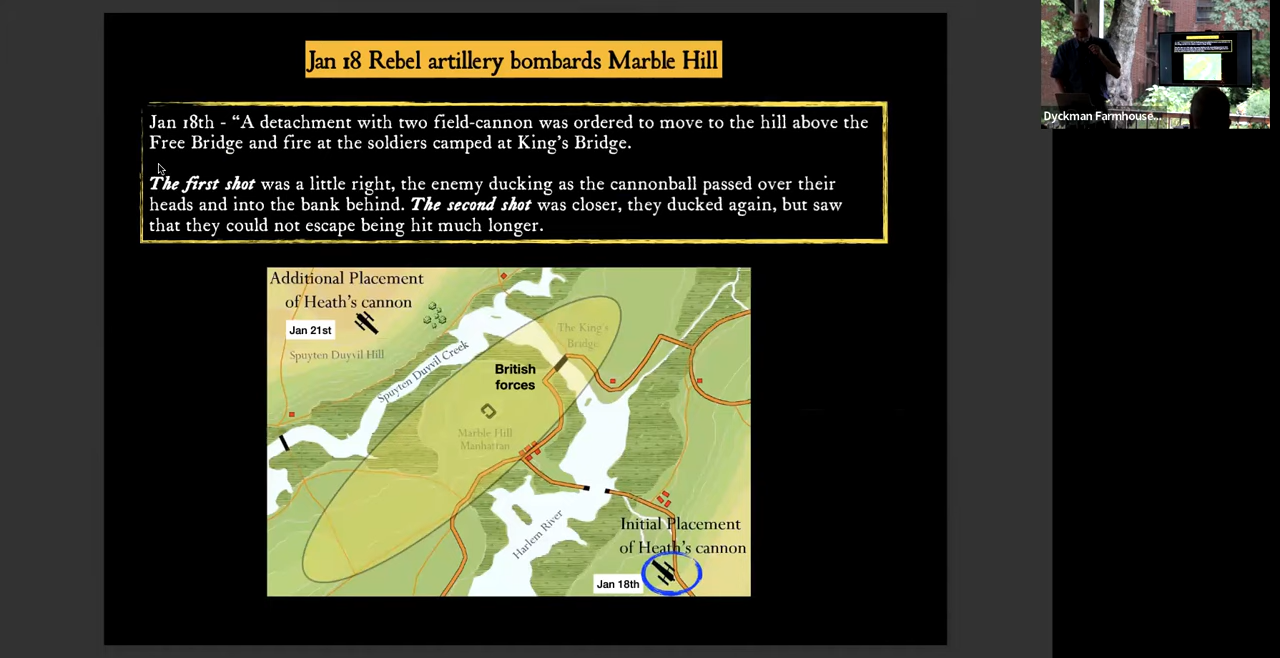 Jan 18 Rebel artillery bombards Marble Hill
Jan 18th - “A detachment with two field-cannon was ordered to move to the hill above the
Free Bridge and fire at the soldiers camped at King’s Bridge.
The first shot was a little right, the enemy ducking as the cannonball passed over their
heads and into the bank behind. The second shot was closer, they ducked again, but saw
that they could not escape being hit much longer.
Additional Placement
of Heath’s cannon
Jan 21st
Spuyten Duyvil Hill
Spuyten Duyvil Creek
The King's
Bridge
British
forces
Marble Hill
Manhattan
Harlem River
Initial Placement
of Heath’s cannon
Jan 18th
Dyckman Farmhouse...